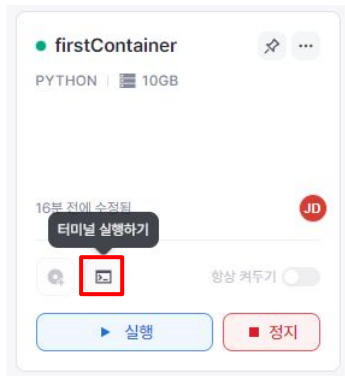 firstContainer
PYTHON 10GB
16분 전에 수정됨
JD
터미널 실행하기
항상 켜두기
실행
정지